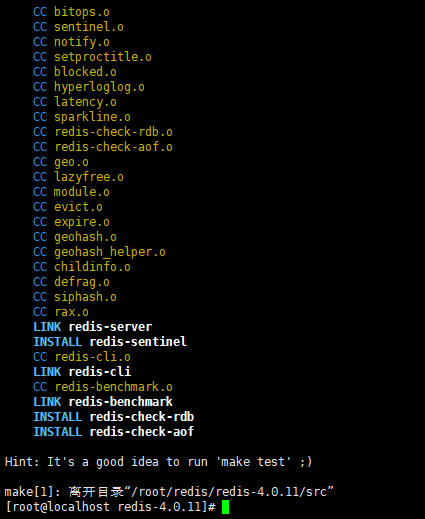 CC bitops.o
CC sentinel.o
CC notify.o
CC setproctitle.o
CC blocked.o
CC hyperloglog.o
CC latency.o
CC sparkline.o
CC redis-check-rdb.o
CC redis-check-aof.o
CC geo.o
CC lazyfree.o
CC module.o
CC evict.o
CC expire.o
CC geohash.o
CC geohash_helper.o
CC childinfo.o
CC defrag.o
CC siphash.o
CC rax.o
LINK redis-server
INSTALL redis-sentinel
CC redis-cli.o
LINK redis-cli
CC redis-benchmark.o
LINK redis-benchmark
INSTALL redis-check-rdb
INSTALL redis-check-aof
Hint: It's a good idea to run 'make test' ;)
make[1]: 离开目录“/root/redis/redis-4.0.11/src”
[root@localhost redis-4.0.11]#